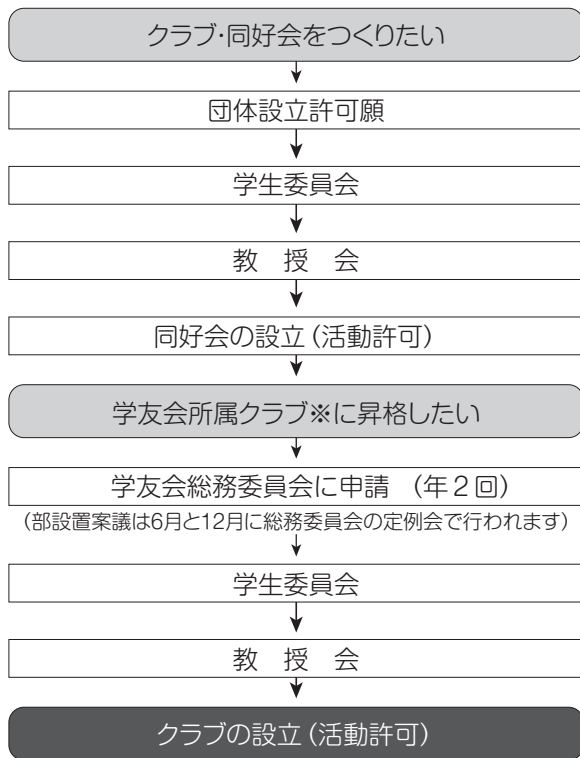 クラブ・同好会をつくりたい
団体設立許可願
学生委員会
教　授　会
同好会の設立（活動許可）
学友会所属クラブ※に昇格したい
学友会総務委員会に申請　（年２回）
（部設置案議は6月と12月に総務委員会の定例会で行われます）
学生委員会
教　授　会
クラブの設立（活動許可）